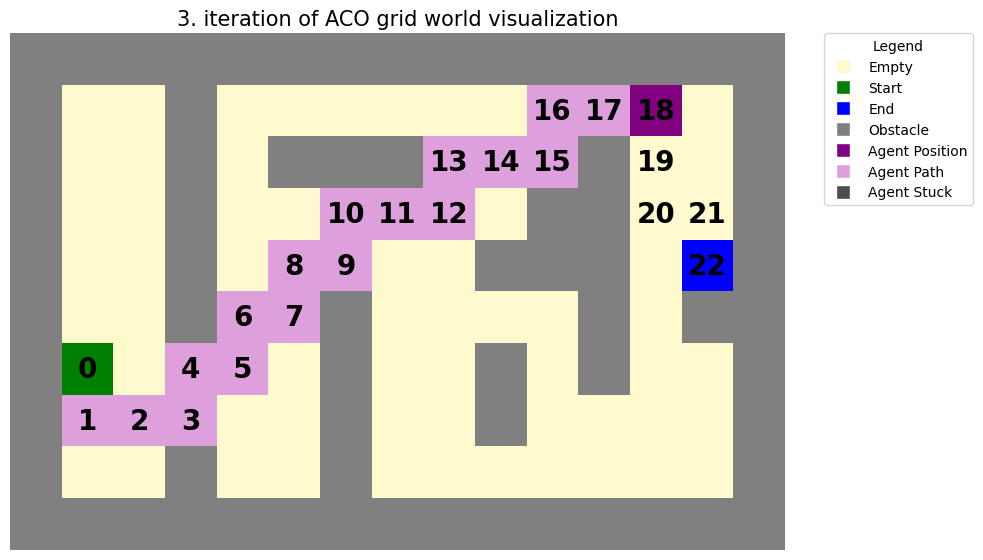 3. iteration of ACO grid world visualization
Legend
Empty
Start
End
Obstacle
Agent Position
Agent Path
Agent Stuck
16 17 18
13 14 15 19
10 11 12 20 21
8 9 22
6 7
0 4 5
1 2 3